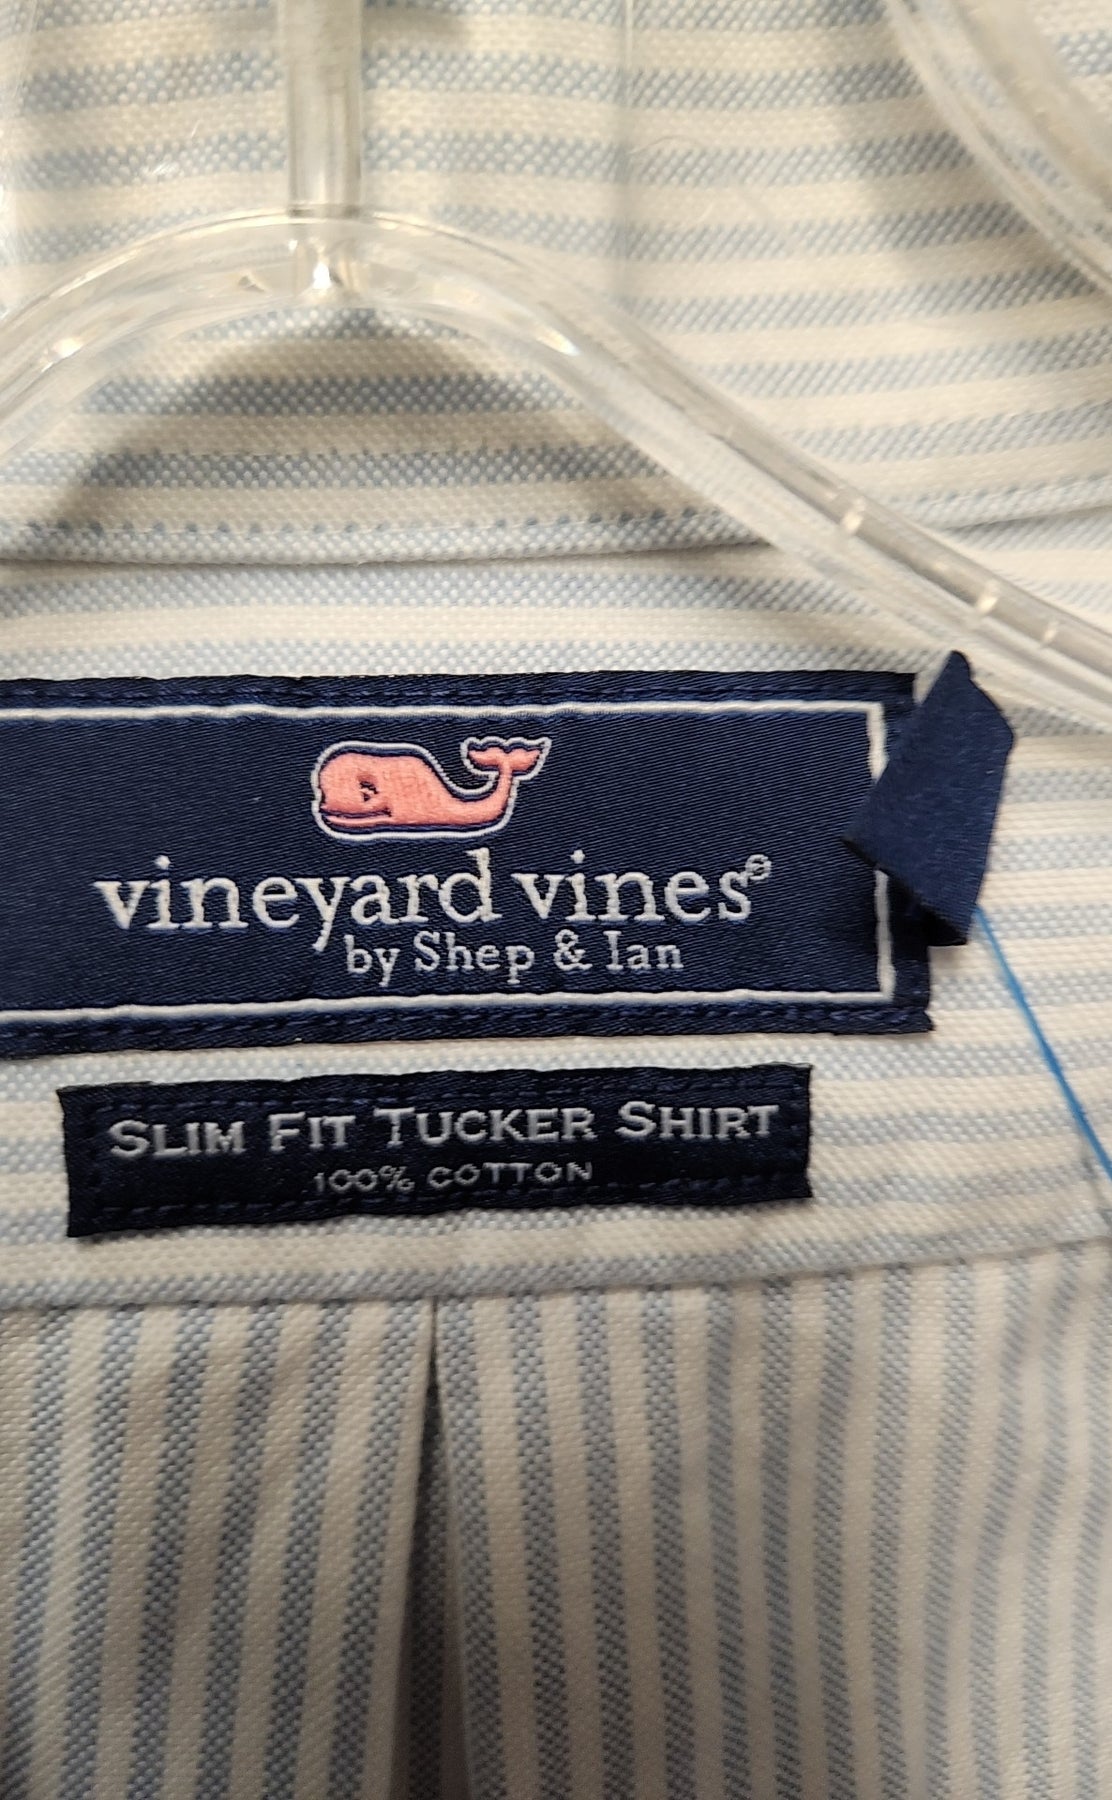 vineyard vines®
by Shep & Ian
SLIM FIT TUCKER SHIRT
100% COTTON